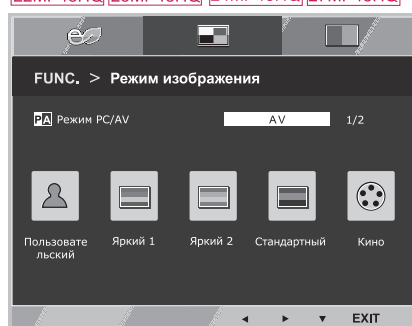 FUNC. > Режим изображения
PA Режим PC/AV AV 1/2
Пользовате
льский
Яркий 1
Яркий 2
Стандартный
Кино
EXIT